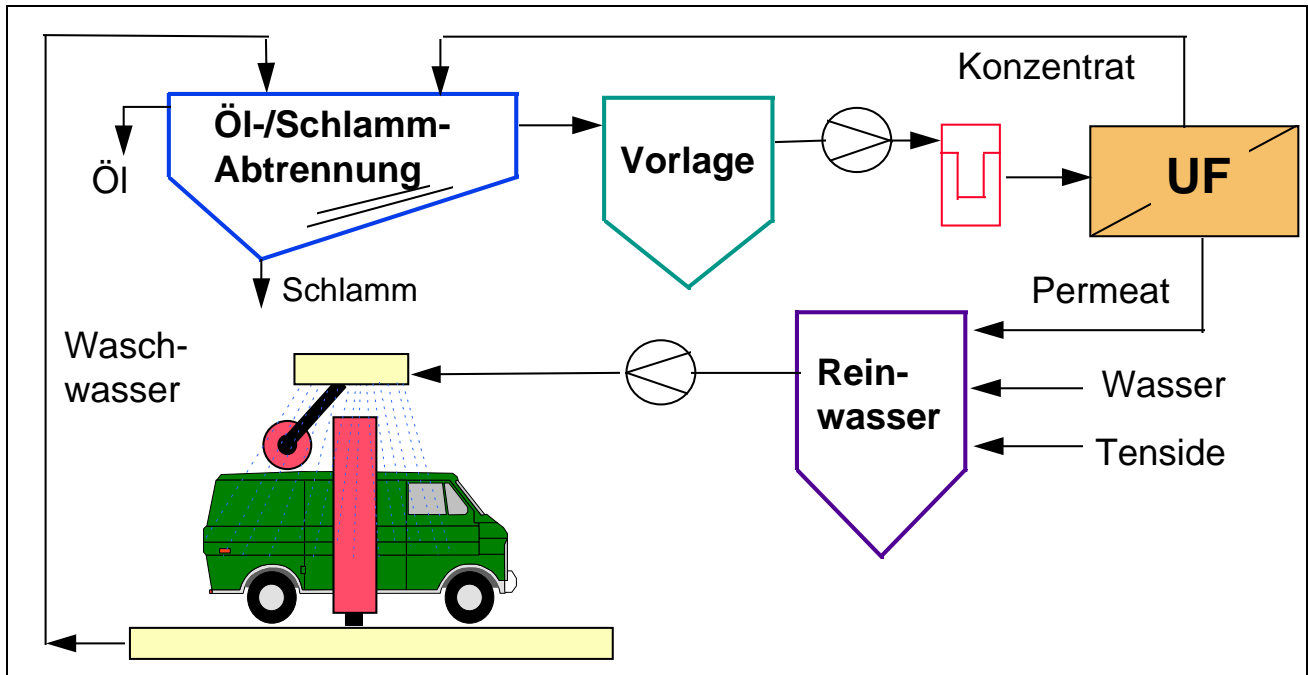 Konzentrat
Öl-/Schlamm-
Abtrennung
Öl
Vorlage
UF
Schlamm
Permeat
Wasch-
wasser
Rein-
wasser
Wasser
Tenside